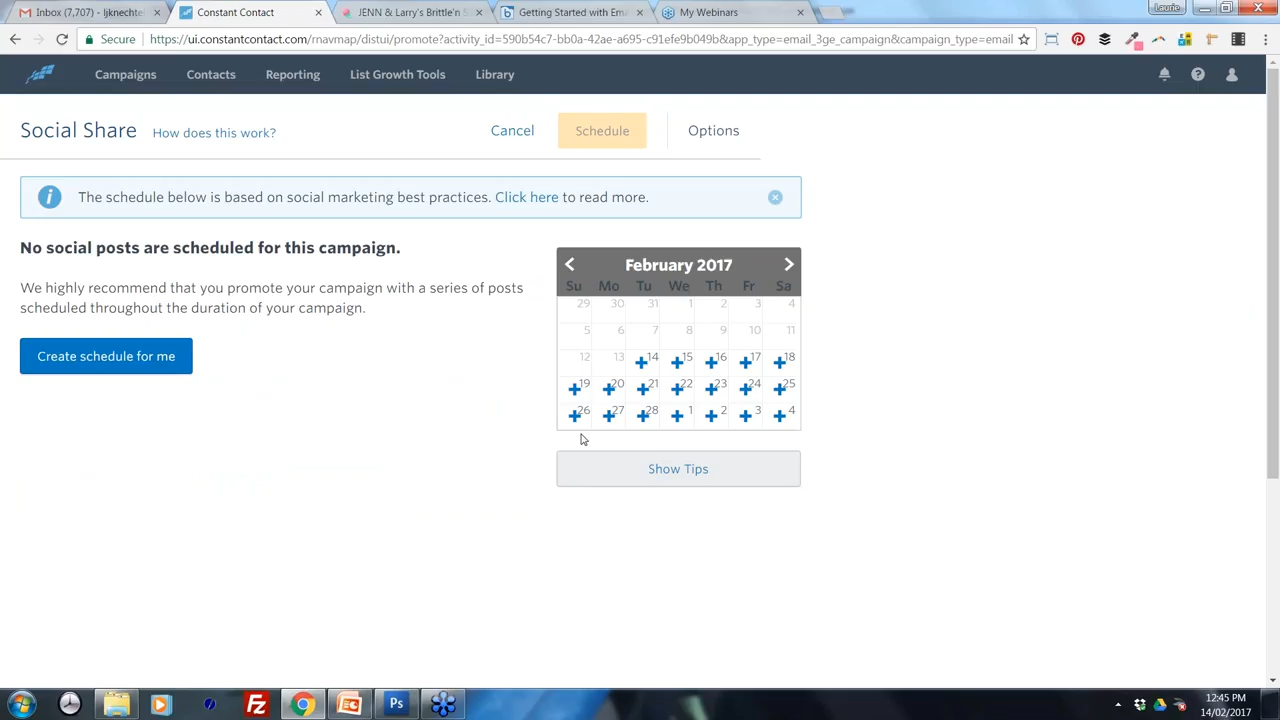 Inbox (7,707) - ljknechtel
Constant Contact
JENN & Larry's Brittle'n S
Getting Started with Ema
My Webinars
Laurie
Secure https://ui.constantcontact.com/rnavmap/distui/promote?activity_id=590b54c7-bb0a-42ae-a695-c91efe9b049b&app_type=email_3ge_campaign&campaign_type=email
Campaigns Contacts Reporting List Growth Tools Library
Social Share How does this work? Cancel Schedule Options
The schedule below is based on social marketing best practices. Click here to read more.
No social posts are scheduled for this campaign.
We highly recommend that you promote your campaign with a series of posts
scheduled throughout the duration of your campaign.
Create schedule for me
February 2017
Su Mo Tu We Th Fr Sa
29 30 31 1 2 3 4
5 6 7 8 9 10 11
12 13 14 15 16 17 18
19 20 21 22 23 24 25
26 27 28 1 2 3 4
Show Tips
12:45 PM
14/02/2017